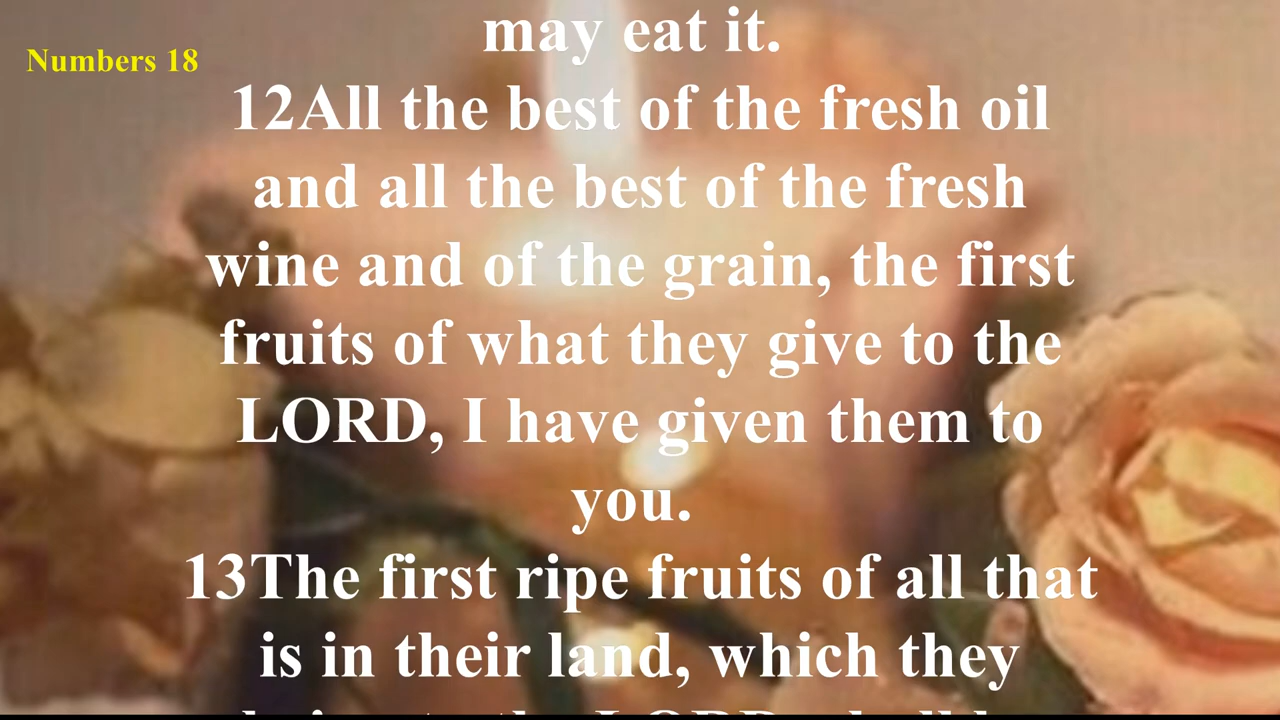 Numbers 18
may eat it.
12All the best of the fresh oil
and all the best of the fresh
wine and of the grain, the first
fruits of what they give to the
LORD, I have given them to
you.
13The first ripe fruits of all that
is in their land, which they